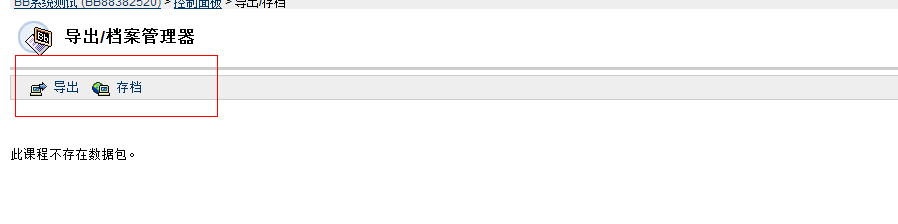 BB系统测试 (BB88382520) > 控制面板 > 导出/存档
导出/档案管理器
导出 存档
此课程不存在数据包。